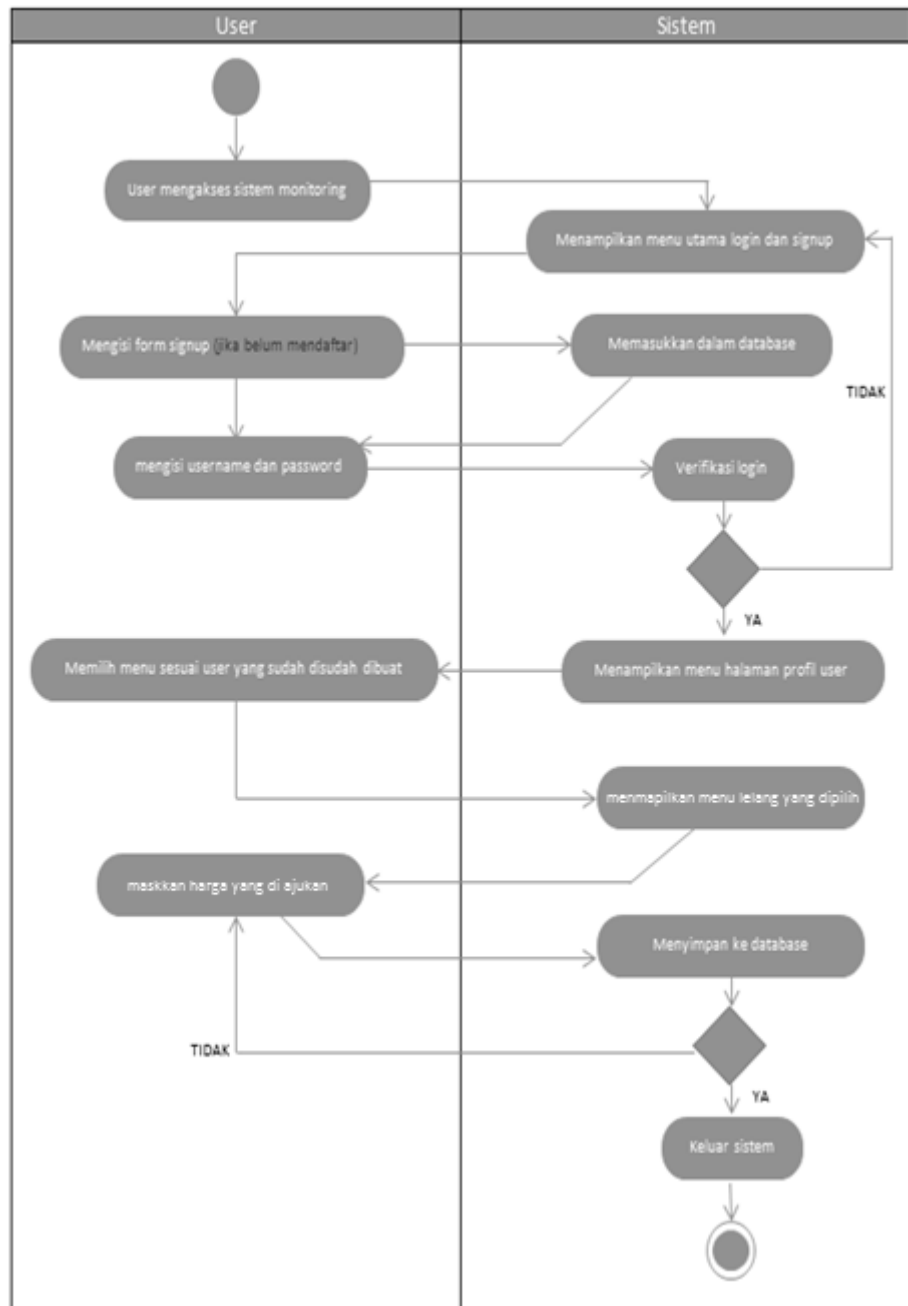 User
Sistem
User mengakses sistem monitoring
Menampilkan menu utama login dan signup
Mengisi form signup (jika belum mendaftar)
Memasukkan dalam database
TIDAK
mengisi username dan password
Verifikasi login
YA
Memilih menu sesuai user yang sudah disudah dibuat
Menampilkan menu halaman profil user
menmapilkan menu lelang yang dipilih
maskkan harga yang di ajukan
Menyimpan ke database
TIDAK
YA
Keluar sistem